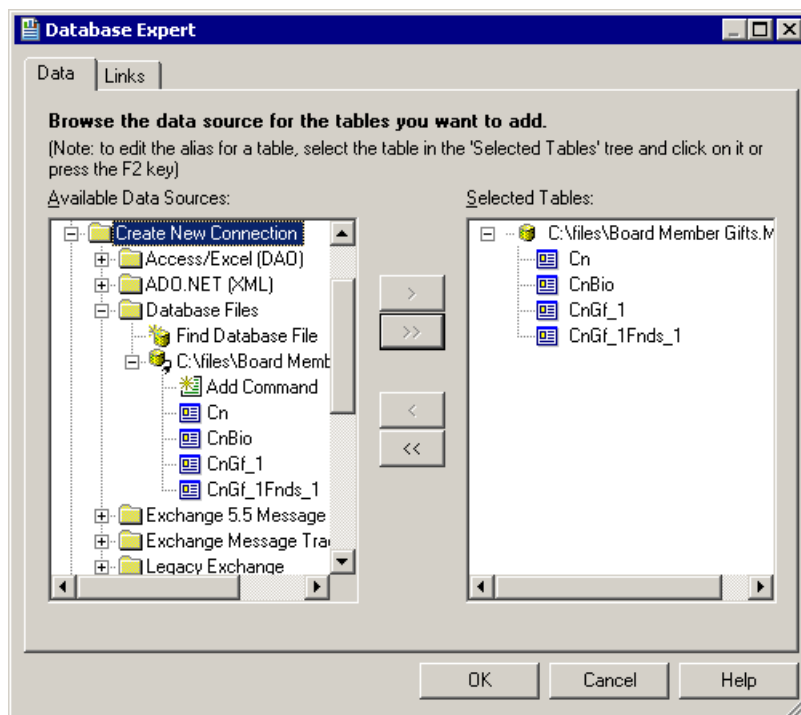 Database Expert
Data
Links
Browse the data source for the tables you want to add.
(Note: to edit the alias for a table, select the table in the 'Selected Tables' tree and click on it or
press the F2 key)
Available Data Sources:
Create New Connection
Access/Excel (DAO)
ADO.NET (XML)
Database Files
Find Database File
C:\files\Board Memb
Add Command
Cn
CnBio
CnGf_1
CnGf_1Fnds_1
Exchange 5.5 Message
Exchange Message Tra
Legacy Exchange
>
>>
<
<<
Selected Tables:
C:\files\Board Member Gifts.M
Cn
CnBio
CnGf_1
CnGf_1Fnds_1
OK
Cancel
Help